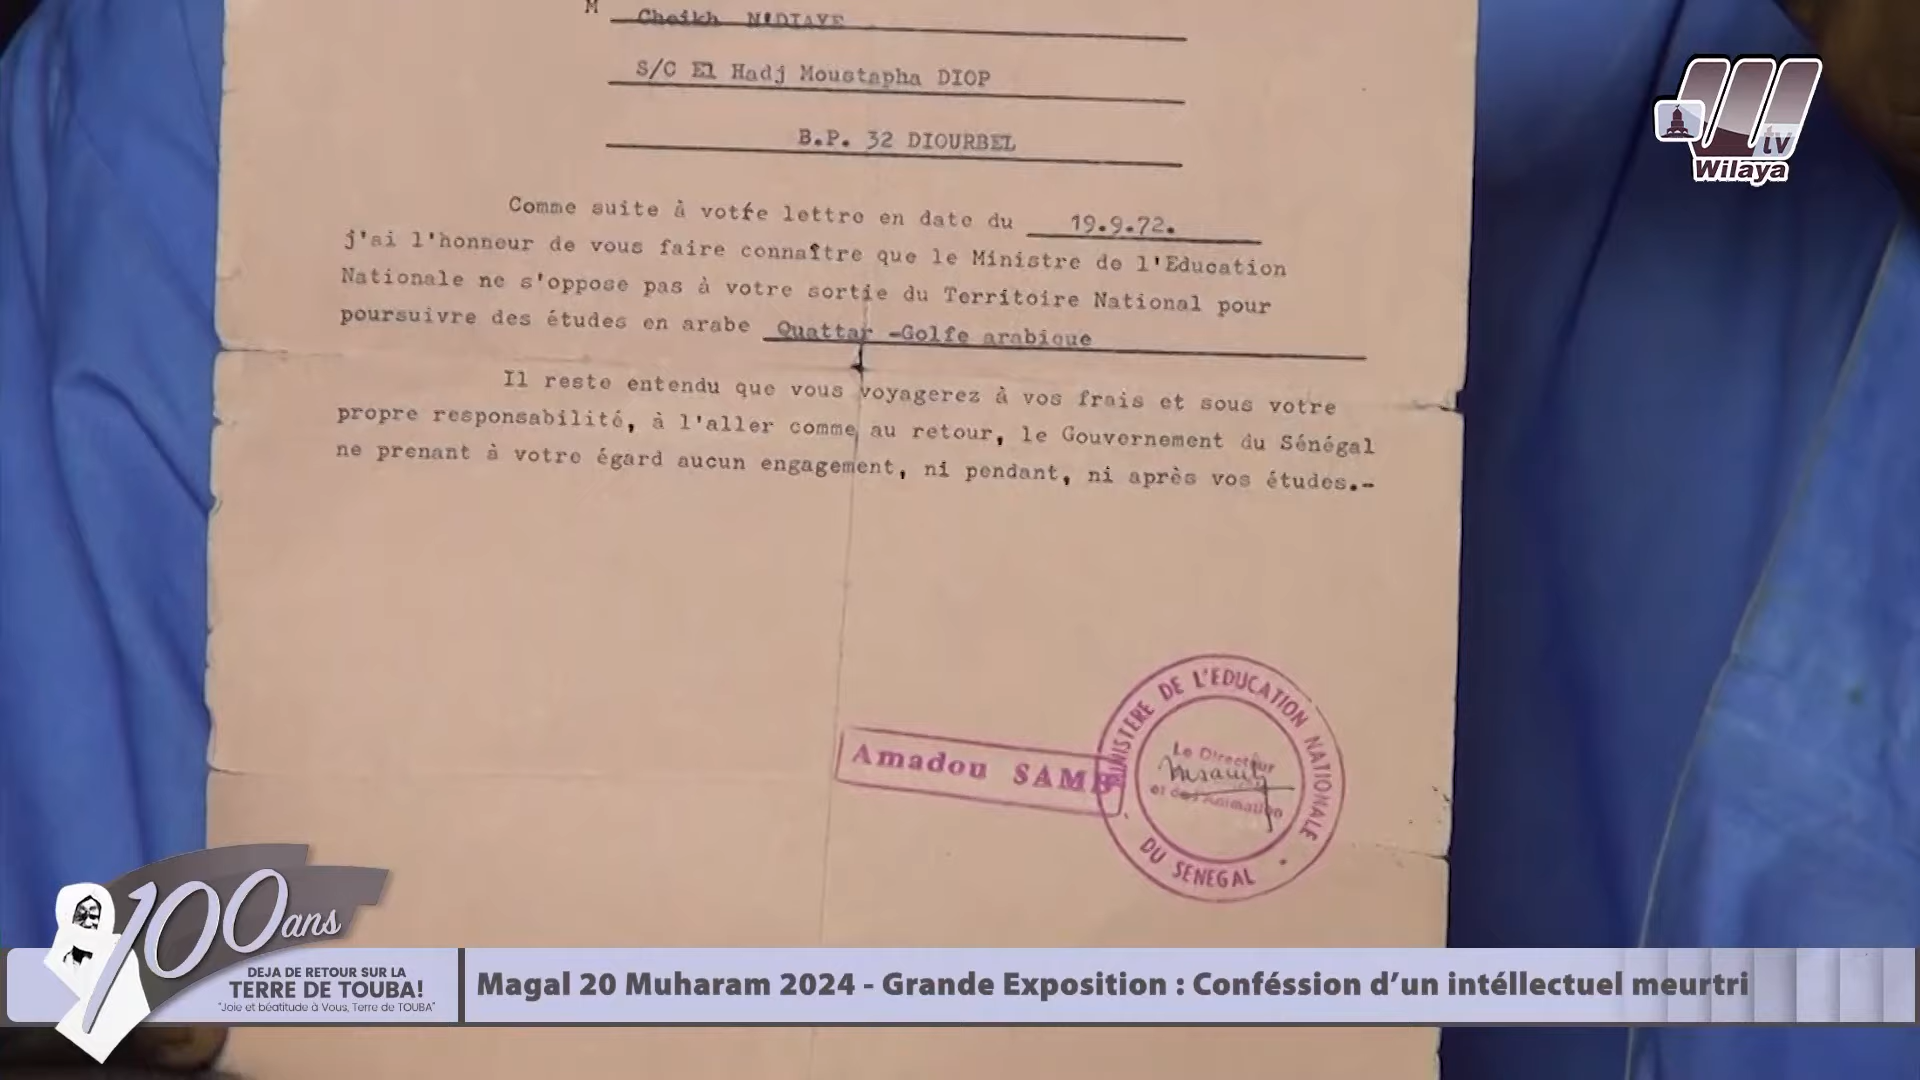 M Cheikh N'DIAYE
S/C El Hadj Moustapha DIOP
B.P. 32 DIOURBEL
Comme suite à votre lettre en date du 19.9.72.
j'ai l'honneur de vous faire connaître que le Ministre de l'Education
Nationale ne s'oppose pas à votre sortie du Territoire National pour
poursuivre des études en arabe Quattar -Golfe arabique
Il reste entendu que vous voyagerez à vos frais et sous votre
propre responsabilité, à l'aller comme au retour, le Gouvernement du Sénégal
ne prenant à votre égard aucun engagement, ni pendant, ni après vos études.-
Amadou SAMB
MINISTERE DE L'EDUCATION NATIONALE
DU SENEGAL
Le Directeur
et des Animation
W tv
Wilaya
100 ans
DEJA DE RETOUR SUR LA
TERRE DE TOUBA!
"Joie et béatitude à Vous, Terre de TOUBA"
Magal 20 Muharam 2024 - Grande Exposition : Conféssion d'un intéllectuel meurtri